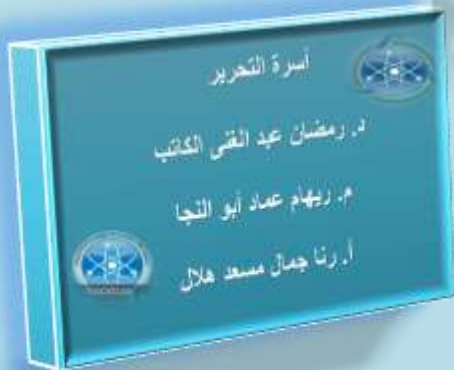 أسرة التحرير
د. رمضان عبد الغنى الكاتب
م. ريهام عماد أبو النجا
أ. رنا جمال مسعد هلال